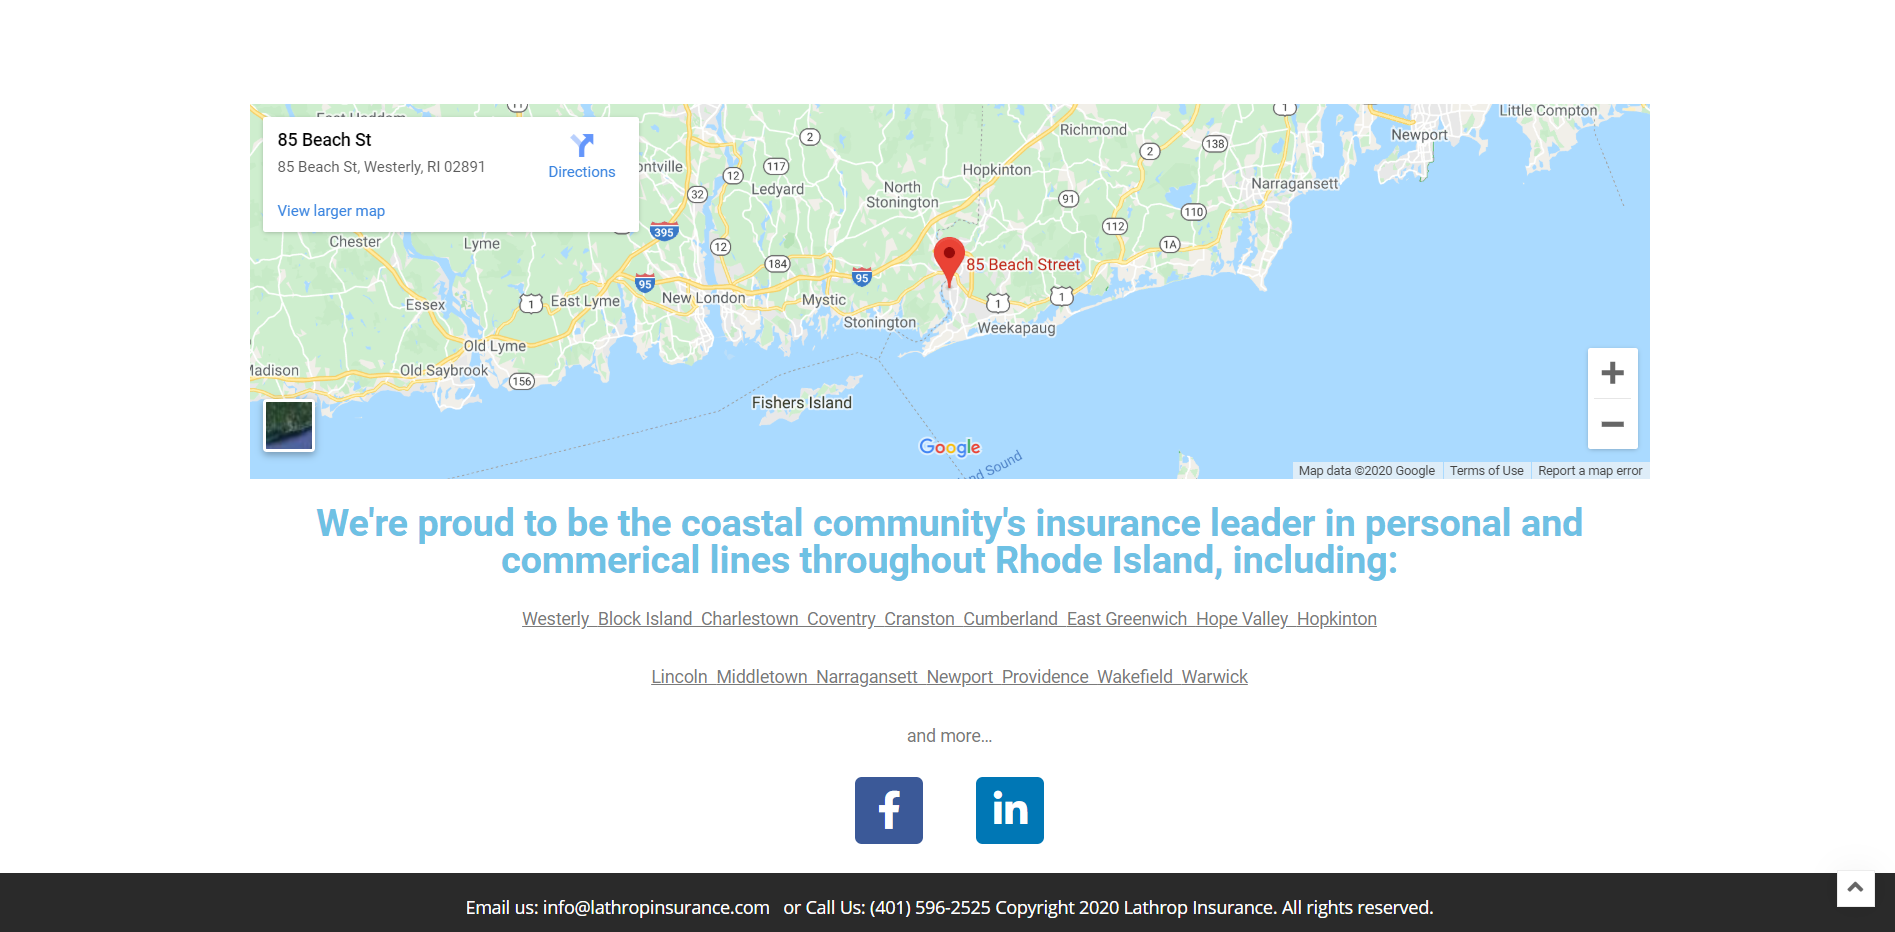 85 Beach St
85 Beach St, Westerly, RI 02891
Directions
View larger map
2
117
12
Ledyard
32
395
12
184
95
95
North
Stonington
Hopkinton
Richmond
91
112
110
1A
2
138
1
Narragansett
Newport
Little Compton
85 Beach Street
Chester
Lyme
Essex
1
East Lyme
New London
Mystic
Stonington
1
1
Weekapaug
Old Lyme
Old Saybrook
156
Fishers Island
Google
Map data ©2020 Google
Terms of Use
Report a map error
We're proud to be the coastal community's insurance leader in personal and
commerical lines throughout Rhode Island, including:
Westerly Block Island Charlestown Coventry Cranston Cumberland East Greenwich Hope Valley Hopkinton
Lincoln Middletown Narragansett Newport Providence Wakefield Warwick
and more...
f
in
Email us: info@lathropinsurance.com or Call Us: (401) 596-2525 Copyright 2020 Lathrop Insurance. All rights reserved.